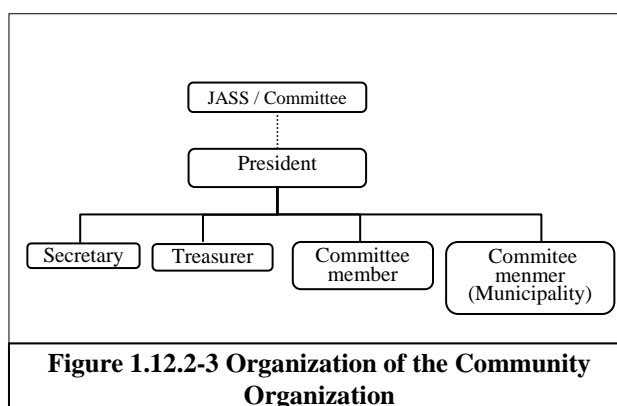 JASS / Committee
President
Secretary
Treasurer
Committee
member
Commitee
menmer
(Municipality)
Figure 1.12.2-3 Organization of the Community
Organization